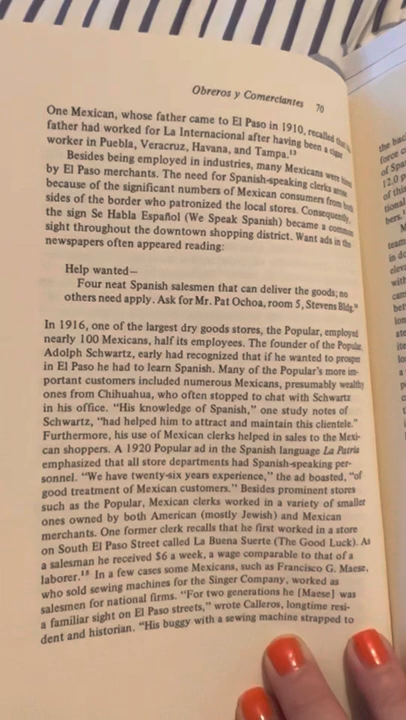 Obreros y Comerciantes 70
One Mexican, whose father came to El Paso in 1910, recalled that his
father had worked for La Internacional after having been a cigar
worker in Puebla, Veracruz, Havana, and Tampa.¹³
Besides being employed in industries, many Mexicans were hired
by El Paso merchants. The need for Spanish-speaking clerks arose
because of the significant numbers of Mexican consumers from both
sides of the border who patronized the local stores. Consequently,
the sign Se Habla Español (We Speak Spanish) became a common
sight throughout the downtown shopping district. Want ads in the
newspapers often appeared reading:
Help wanted—
Four neat Spanish salesmen that can deliver the goods; no
others need apply. Ask for Mr. Pat Ochoa, room 5, Stevens Bldg.
In 1916, one of the largest dry goods stores, the Popular, employed
nearly 100 Mexicans, half its employees. The founder of the Popular,
Adolph Schwartz, early had recognized that if he wanted to prosper
in El Paso he had to learn Spanish. Many of the Popular's more im-
portant customers included numerous Mexicans, presumably wealthy
ones from Chihuahua, who often stopped to chat with Schwartz
in his office. "His knowledge of Spanish," one study notes of
Schwartz, "had helped him to attract and maintain this clientele."
Furthermore, his use of Mexican clerks helped in sales to the Mexi-
can shoppers. A 1920 Popular ad in the Spanish language La Patria
emphasized that all store departments had Spanish-speaking per-
sonnel. "We have twenty-six years experience," the ad boasted, "of
good treatment of Mexican customers." Besides prominent stores
such as the Popular, Mexican clerks worked in a variety of smaller
ones owned by both American (mostly Jewish) and Mexican
merchants. One former clerk recalls that he first worked in a store
on South El Paso Street called La Buena Suerte (The Good Luck). As
a salesman he received $6 a week, a wage comparable to that of a
laborer.¹⁵ In a few cases some Mexicans, such as Francisco G. Maese,
who sold sewing machines for the Singer Company, worked as
salesmen for national firms. "For two generations he [Maese] was
a familiar sight on El Paso streets," wrote Calleros, longtime resi-
dent and historian. "His buggy with a sewing machine strapped to